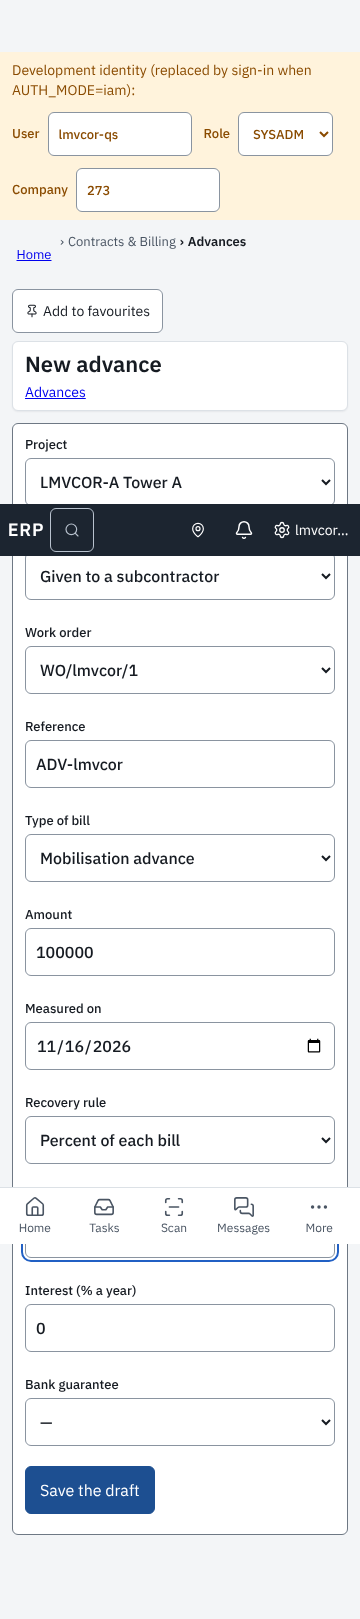 Development identity (replaced by sign-in when
AUTH_MODE=iam):
User lmvcor-qs Role SYSADM
Company 273
Home › Contracts & Billing › Advances
Add to favourites
New advance
Advances
Project
LMVCOR-A Tower A
ERP lmvcor...
Given to a subcontractor
Work order
WO/lmvcor/1
Reference
ADV-lmvcor
Type of bill
Mobilisation advance
Amount
100000
Measured on
11/16/2026
Recovery rule
Percent of each bill
Home Tasks Scan Messages More
Interest (% a year)
0
Bank guarantee
—
Save the draft